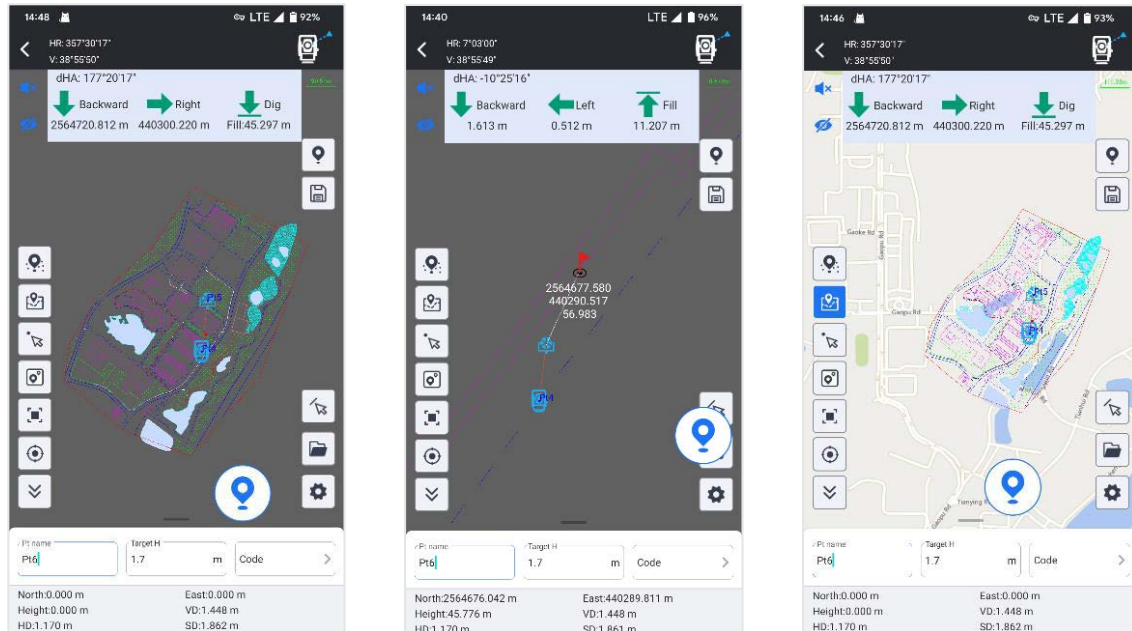 14:48 LTE 92%
HR: 357°30'17"
V: 38°55'50"
dHA: 177°20'17"
Backward Right Dig
2564720.812 m 440300.220 m Fill:45.297 m
Pt5
Pt name Target H
Pt6 1.7 m Code
North:0.000 m East:0.000 m
Height:0.000 m VD:1.448 m
HD:1.170 m SD:1.862 m
14:40 LTE 96%
HR: 7°03'00"
V: 38°55'49"
dHA: -10°25'16"
Backward Left Fill
1.613 m 0.512 m 11.207 m
2564677.580
440290.517
56.983
Pt4
Pt name Target H
Pt6 1.7 m Code
North:2564676.042 m East:440289.811 m
Height:45.776 m VD:1.448 m
HD:1.170 m SD:1.861 m
14:46 LTE 93%
HR: 357°30'17"
V: 38°55'50"
dHA: 177°20'17"
Backward Right Dig
2564720.812 m 440300.220 m Fill:45.297 m
Gaoke Rd
Gaopu Rd
Gaopu Rd
Pt5
Tianhui Rd
Tianying R
Gaopu Rd
Pt name Target H
Pt6 1.7 m Code
North:0.000 m East:0.000 m
Height:0.000 m VD:1.448 m
HD:1.170 m SD:1.862 m